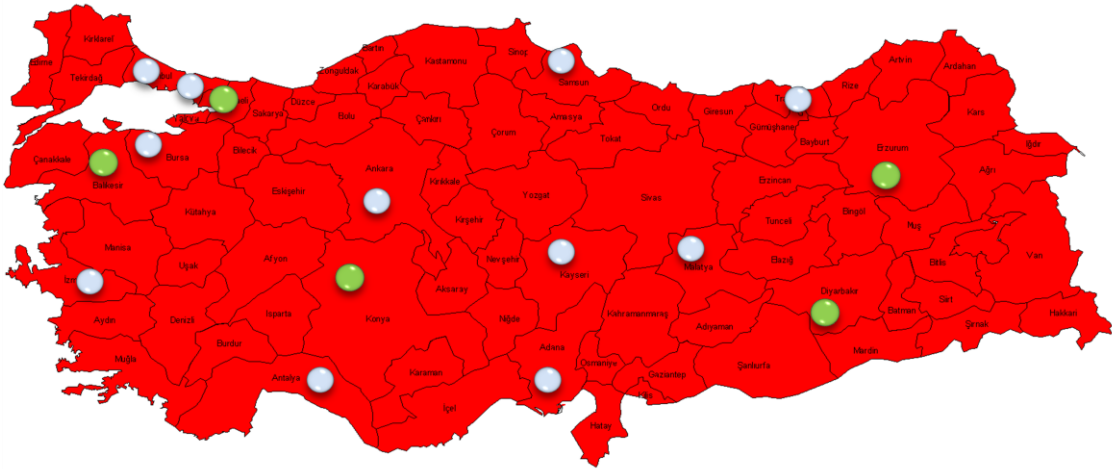 Kırklareli
Tekirdağ
Zonguldak
Bartın
Karabük
Kastamonu
Sinop
Samsun
Düzce
Bolu
Sakarya
Çankırı
Çorum
Amasya
Tokat
Ordu
Giresun
Gümüşhane
Bayburt
Rize
Artvin
Ardahan
Kars
Iğdır
Ağrı
Erzurum
Erzincan
Çanakkale
Balıkesir
Bursa
Bilecik
Eskişehir
Ankara
Kırıkkale
Yozgat
Sivas
Tunceli
Bingöl
Muş
Kütahya
Kırşehir
Manisa
Uşak
Afyon
Nevşehir
Kayseri
Malatya
Elazığ
Bitlis
Van
Aksaray
Aydın
Denizli
Isparta
Konya
Niğde
Kahramanmaraş
Adıyaman
Diyarbakır
Batman
Siirt
Şırnak
Hakkari
Muğla
Burdur
Antalya
Karaman
Adana
Osmaniye
Gaziantep
Şanlıurfa
Mardin
İçel
Hatay